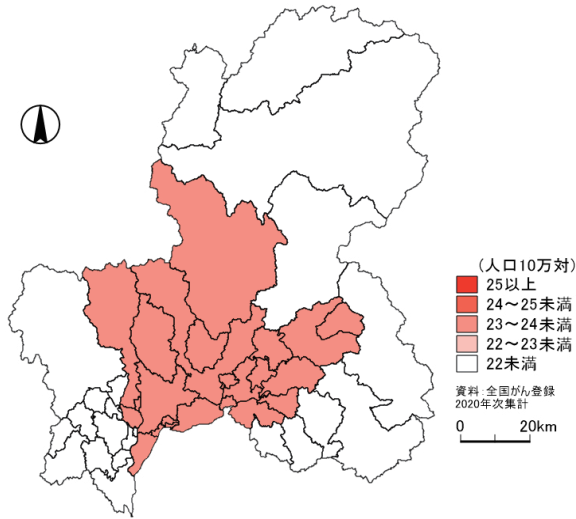 (人口10万対)
25以上
24～25未満
23～24未満
22～23未満
22未満
資料:全国がん登録
2020年次集計
0 20km